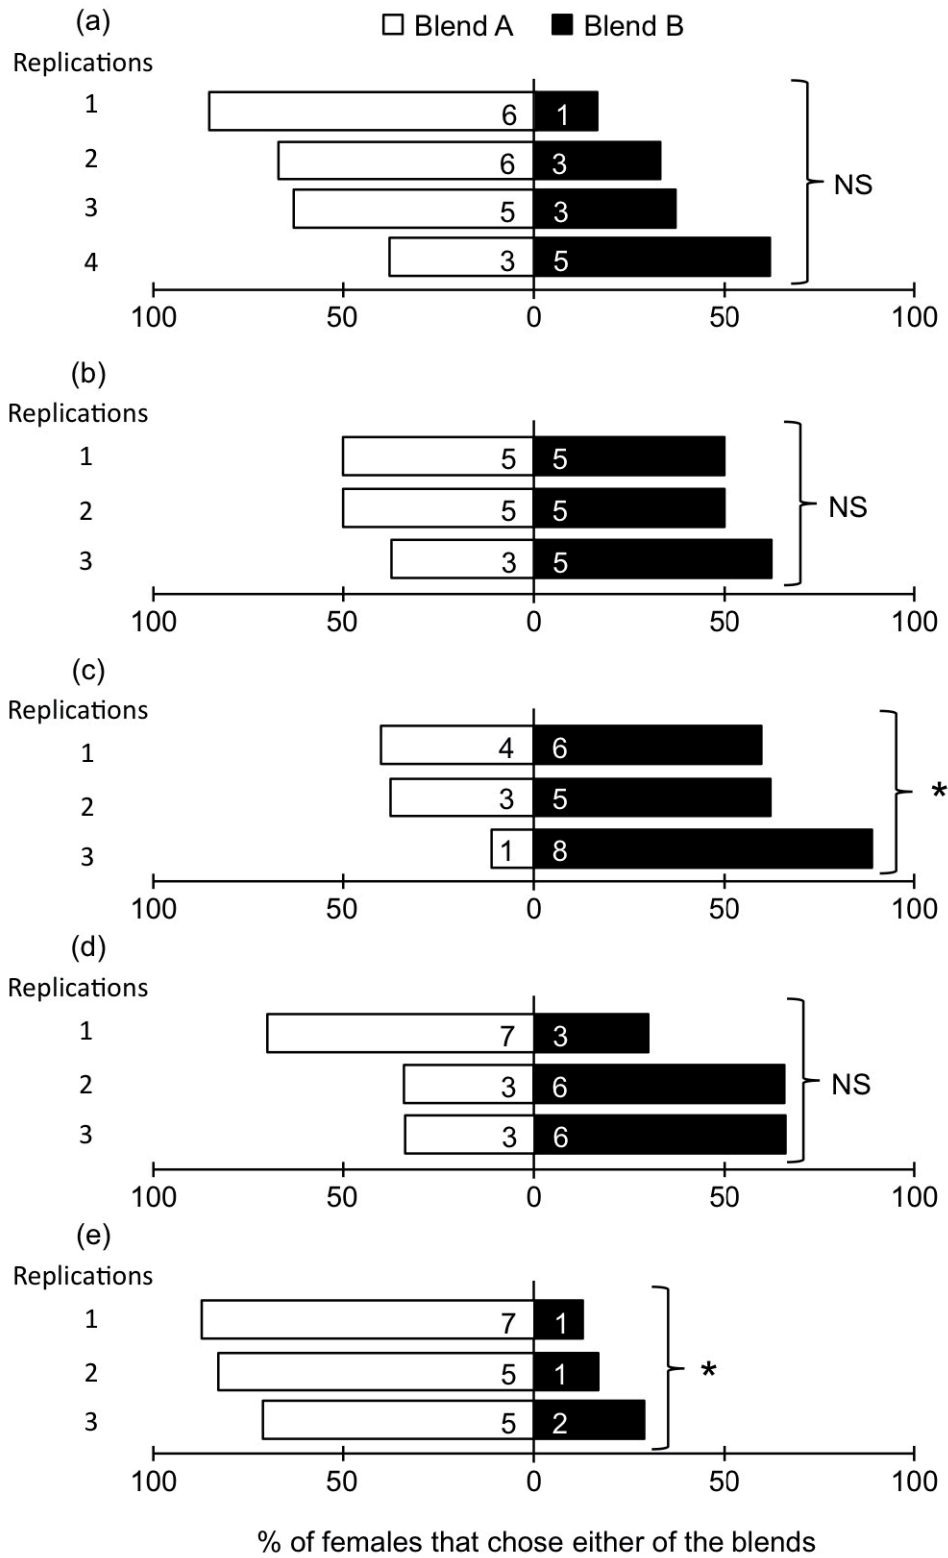 (a)
Blend A Blend B
Replications
1 6 1
2 6 3
3 5 3
4 3 5
NS
100 50 0 50 100
(b)
Replications
1 5 5
2 5 5
3 3 5
NS
100 50 0 50 100
(c)
Replications
1 4 6
2 3 5
3 1 8
*
100 50 0 50 100
(d)
Replications
1 7 3
2 3 6
3 3 6
NS
100 50 0 50 100
(e)
Replications
1 7 1
2 5 1
3 5 2
*
100 50 0 50 100
% of females that chose either of the blends